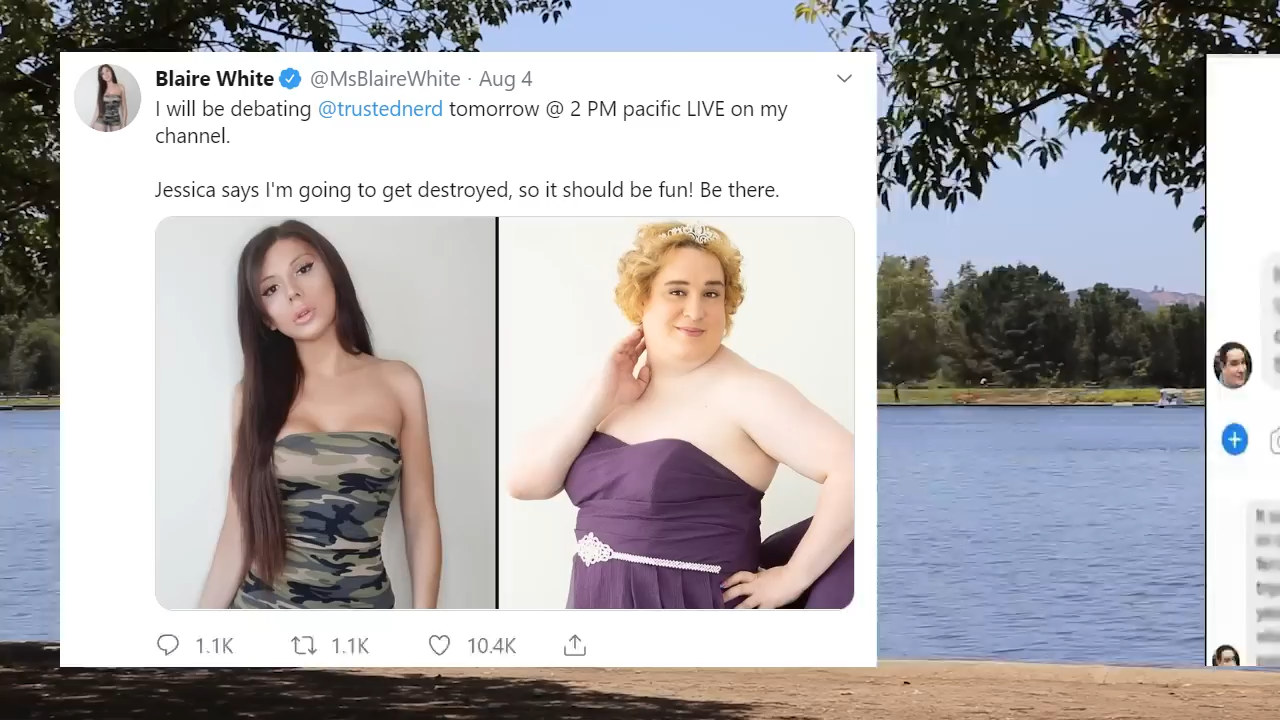 Blaire White @MsBlaireWhite · Aug 4
I will be debating @trustednerd tomorrow @ 2 PM pacific LIVE on my
channel.
Jessica says I'm going to get destroyed, so it should be fun! Be there.
1.1K 1.1K 10.4K